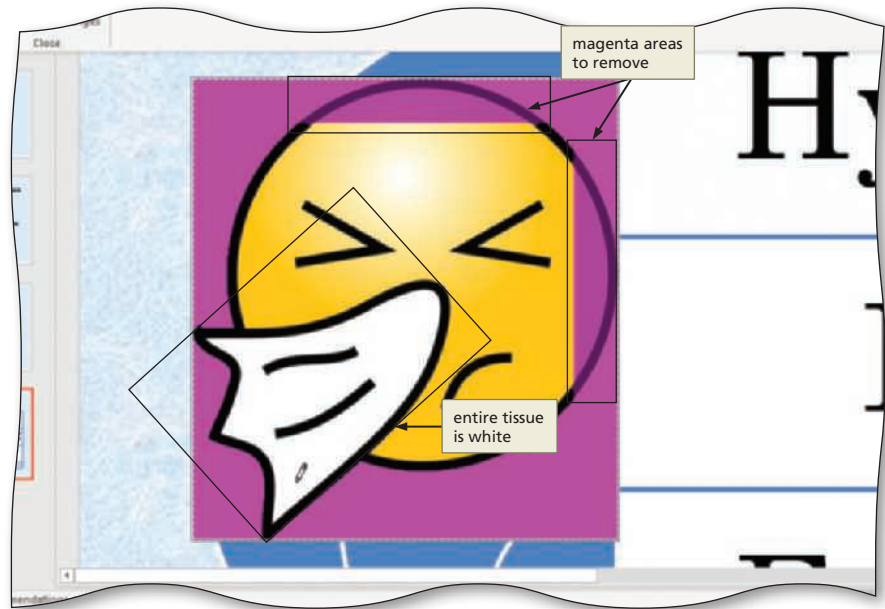 Close
magenta areas
to remove
Hy
entire tissue
is white